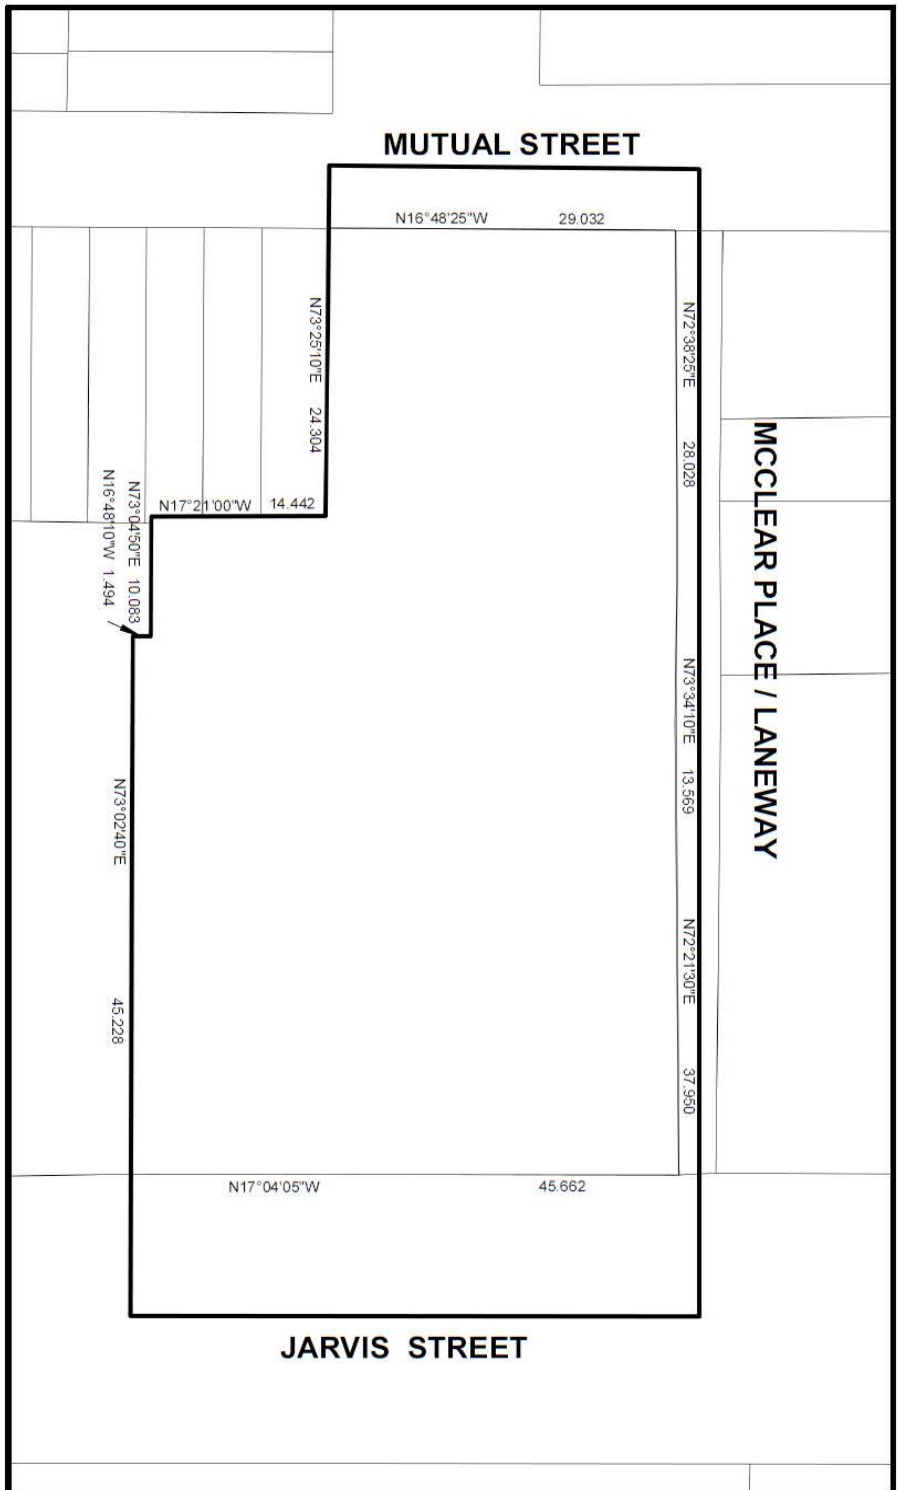 MUTUAL STREET
N16°48'25"W 29.032
N73°25'10"E 24.304
N72°38'25"E 28.028
MCCLEAR PLACE / LANEWAY
N17°21'00"W 14.442
N73°04'50"E 10.083
N16°48'10"W 1.494
N73°34'10"E 13.569
N73°02'40"E 45.228
N72°21'30"E 37.950
N17°04'05"W 45.662
JARVIS STREET